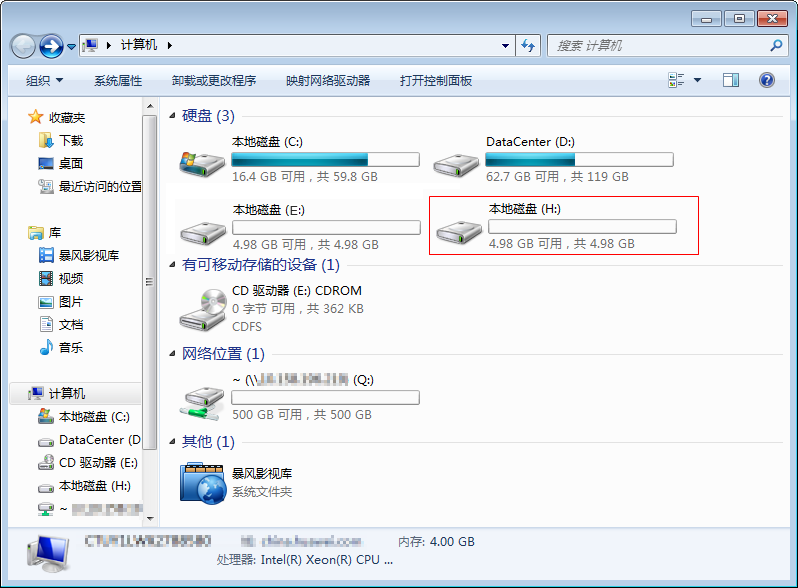 计算机
搜索 计算机
组织 系统属性 卸载或更改程序 映射网络驱动器 打开控制面板
收藏夹
下载
桌面
最近访问的位置
库
暴风影视库
视频
图片
文档
音乐
计算机
本地磁盘 (C:)
DataCenter (D
CD 驱动器 (E:)
本地磁盘 (H:)
~
硬盘 (3)
本地磁盘 (C:)
16.4 GB 可用，共 59.8 GB
DataCenter (D:)
62.7 GB 可用，共 119 GB
本地磁盘 (E:)
4.98 GB 可用，共 4.98 GB
本地磁盘 (H:)
4.98 GB 可用，共 4.98 GB
有可移动存储的设备 (1)
CD 驱动器 (E:) CDROM
0 字节 可用，共 362 KB
CDFS
网络位置 (1)
~ (\\ (Q:)
500 GB 可用，共 500 GB
其他 (1)
暴风影视库
系统文件夹
内存: 4.00 GB
处理器: Intel(R) Xeon(R) CPU ...